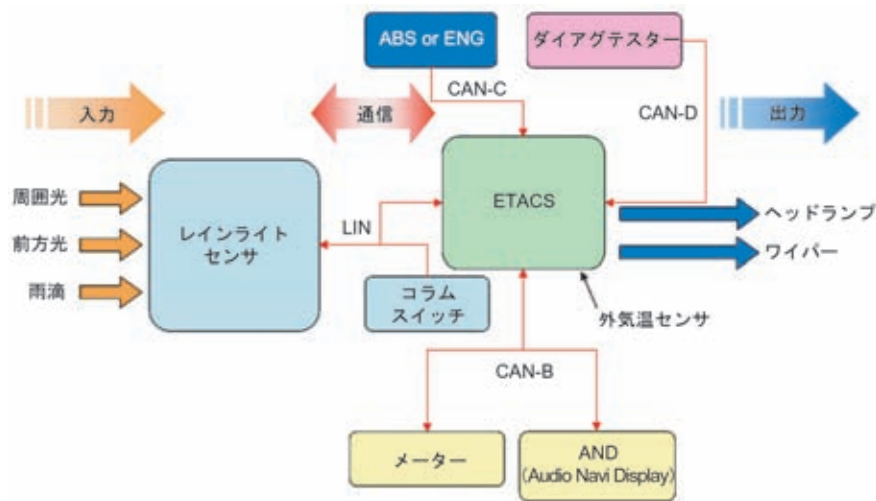 ABS or ENG
ダイアグテスター
CAN-C
CAN-D
入力
通信
出力
周囲光
前方光
雨滴
レインライト
センサ
LIN
ETACS
コラム
スイッチ
ヘッドランプ
ワイパー
外気温センサ
CAN-B
メーター
AND
(Audio Navi Display)